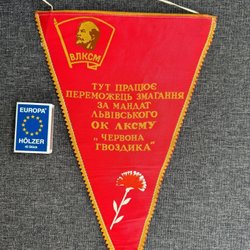 ВЛКСМ
ТУТ ПРАЦЮЄ
ПЕРЕМОЖЕЦЬ ЗМАГАННЯ
ЗА МАНДАТ
ЛЬВІВСЬКОГО
ОК ЛКСМУ
„ЧЕРВОНА
ГВОЗДИКА"
EUROPA
HÖLZER